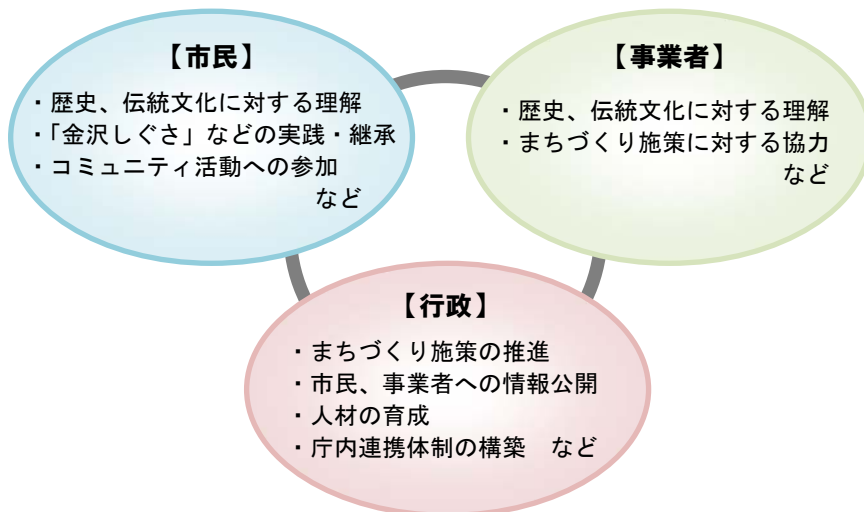 【市民】
・歴史、伝統文化に対する理解
・「金沢しぐさ」などの実践・継承
・コミュニティ活動への参加
など
【事業者】
・歴史、伝統文化に対する理解
・まちづくり施策に対する協力
など
【行政】
・まちづくり施策の推進
・市民、事業者への情報公開
・人材の育成
・庁内連携体制の構築　など